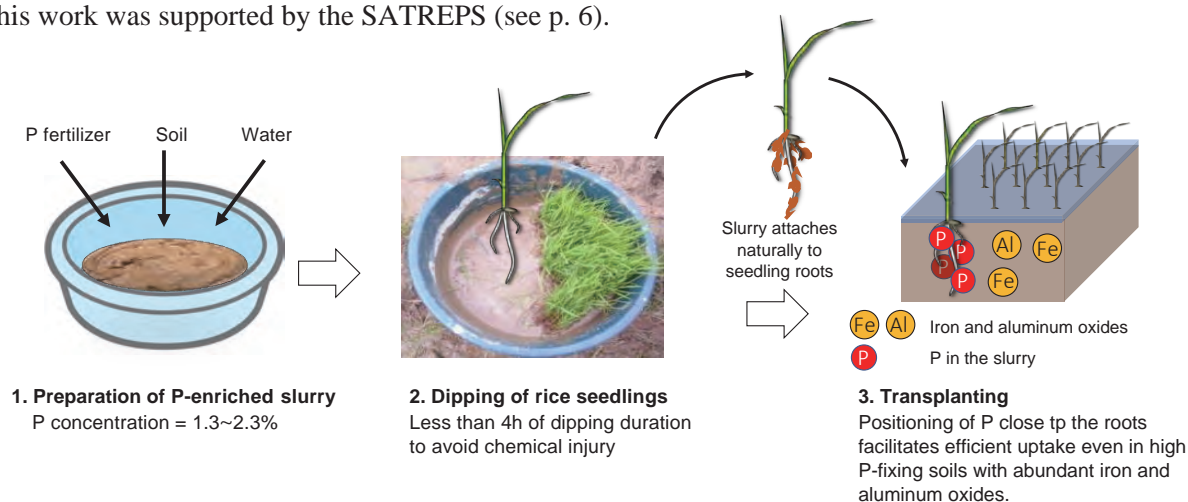 his work was supported by the SATREPS (see p. 6).
P fertilizer Soil Water
Slurry attaches
naturally to
seedling roots
P P P P Al Fe Fe
Fe Al Iron and aluminum oxides
P P in the slurry
1. Preparation of P-enriched slurry
P concentration = 1.3~2.3%
2. Dipping of rice seedlings
Less than 4h of dipping duration
to avoid chemical injury
3. Transplanting
Positioning of P close tp the roots
facilitates efficient uptake even in high
P-fixing soils with abundant iron and
aluminum oxides.